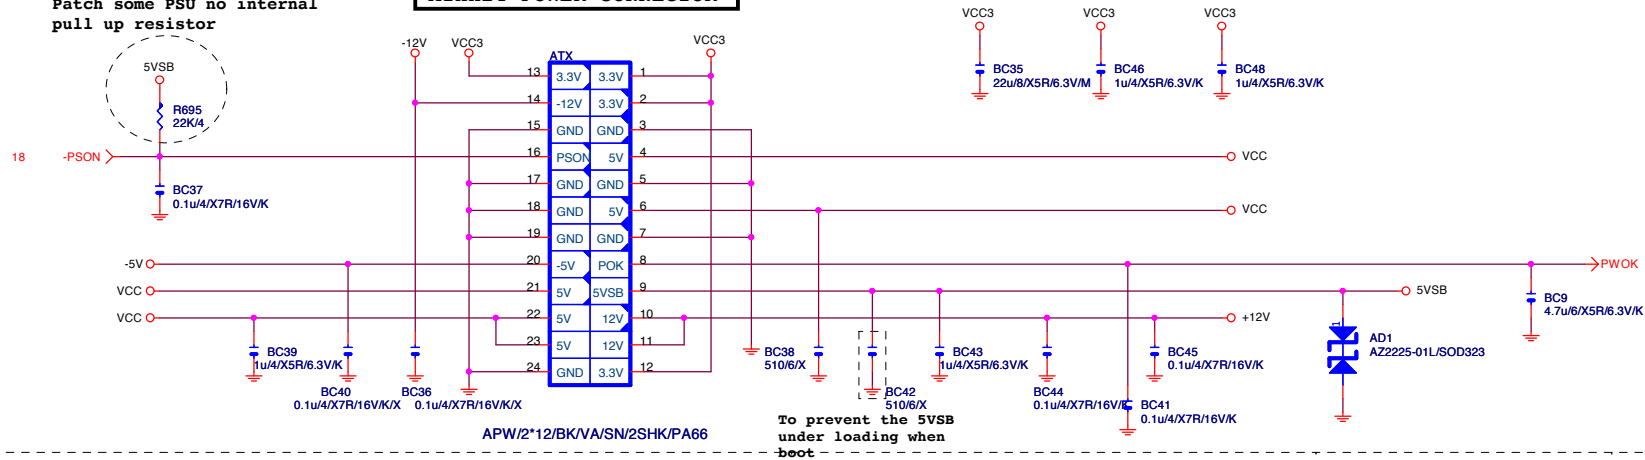 Patch some PSU no internal
pull up resistor
5VSB
R695
22K/4
18
-PSON
BC37
0.1u/4/X7R/16V/K
-12V
VCC3
VCC3
ATX
13 3.3V 3.3V 1
14 -12V 3.3V 2
15 GND GND 3
16 PSON 5V 4
17 GND GND 5
18 GND 5V 6
19 GND GND 7
20 -5V POK 8
21 5V 5VSB 9
22 5V 12V 10
23 5V 12V 11
24 GND 3.3V 12
VCC3
BC35
22u/8/X5R/6.3V/M
VCC3
BC46
1u/4/X5R/6.3V/K
VCC3
BC48
1u/4/X5R/6.3V/K
VCC
VCC
PWOK
5VSB
+12V
-5V
VCC
VCC
BC39
1u/4/X5R/6.3V/K
BC40
0.1u/4/X7R/16V/K/X
BC36
0.1u/4/X7R/16V/K/X
BC38
510/6/X
BC42
510/6/X
BC43
1u/4/X5R/6.3V/K
BC44
0.1u/4/X7R/16V/K
BC45
0.1u/4/X7R/16V/K
BC41
0.1u/4/X7R/16V/K
1
AD1
AZ2225-01L/SOD323
BC9
4.7u/6/X5R/6.3V/K
APW/2*12/BK/VA/SN/2SHK/PA66
To prevent the 5VSB
under loading when
boot